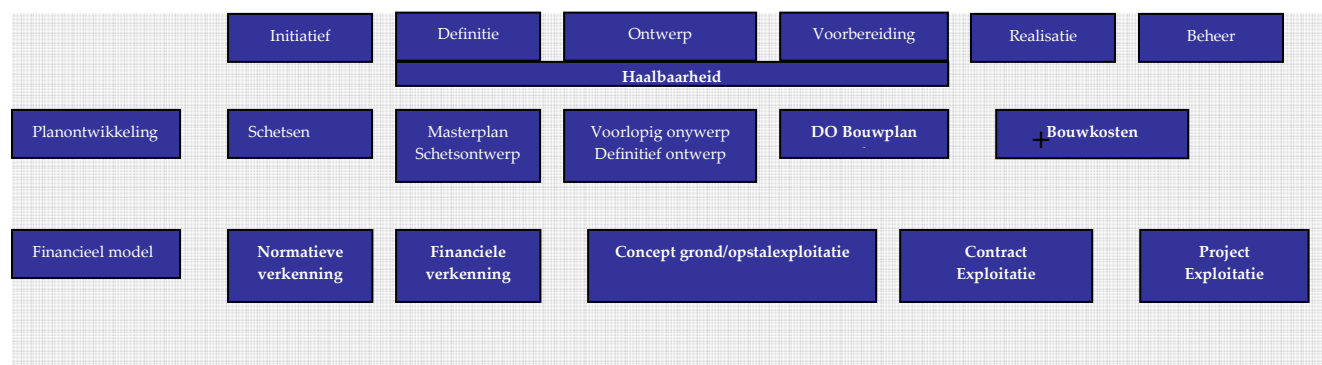 Initiatief
Definitie
Ontwerp
Voorbereiding
Realisatie
Beheer
Haalbaarheid
Planontwikkeling
Schetsen
Masterplan
Schetsontwerp
Voorlopig onywerp
Definitief ontwerp
DO Bouwplan
Bouwkosten
Financieel model
Normatieve
verkenning
Financiele
verkenning
Concept grond/opstalexploitatie
Contract
Exploitatie
Project
Exploitatie